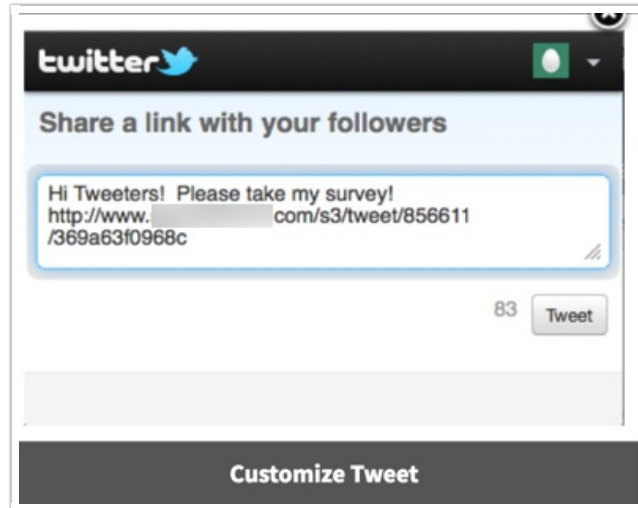 twitter
Share a link with your followers
Hi Tweeters!  Please take my survey!
http://www. com/s3/tweet/856611
/369a63f0968c
83 Tweet
Customize Tweet